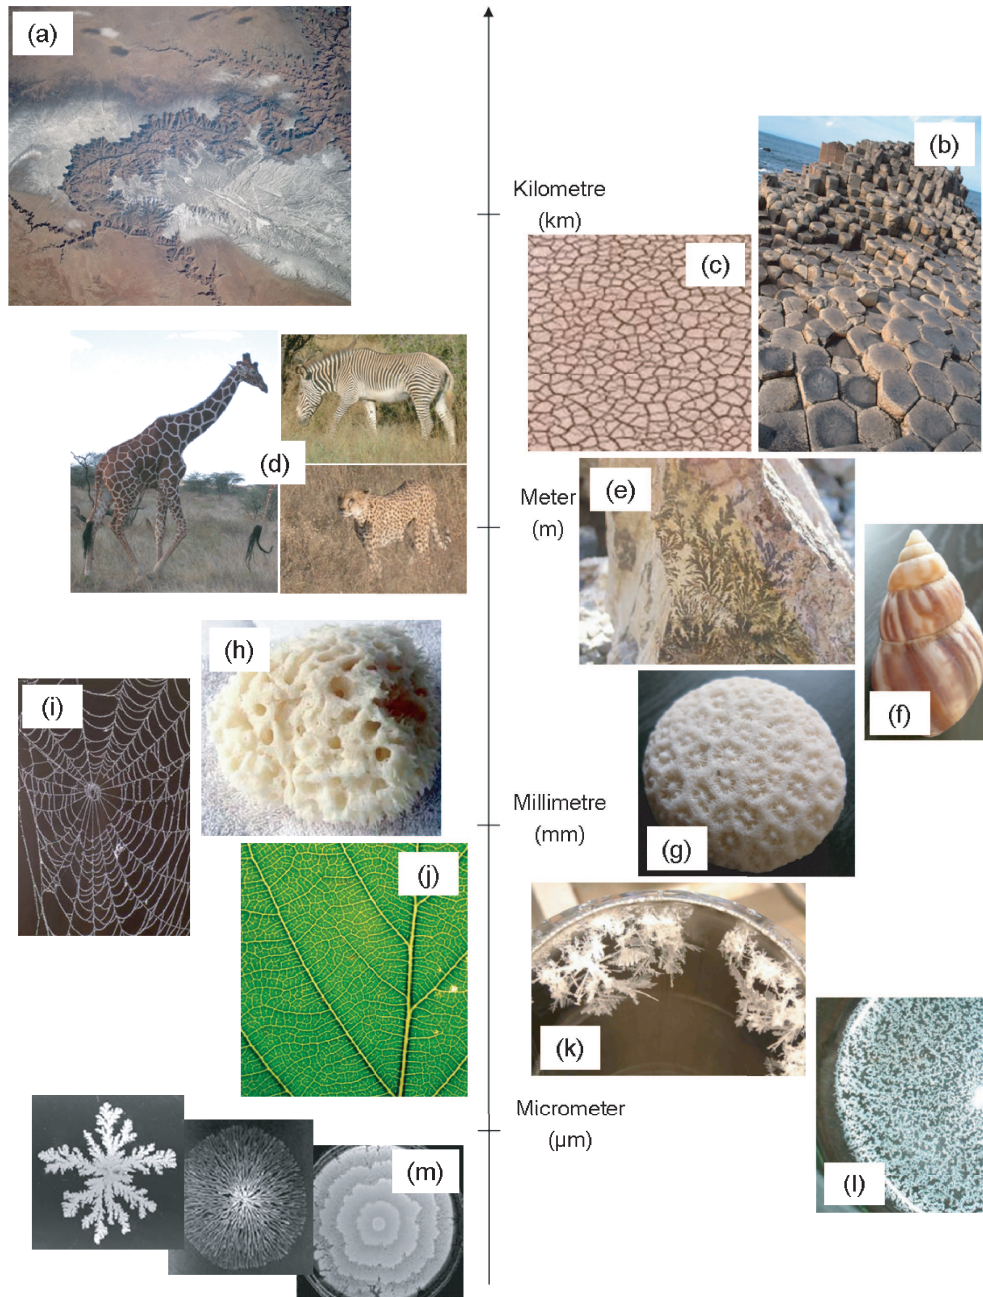 (a)
(b)
Kilometre
(km)
(c)
(d)
Meter
(m)
(e)
(f)
(h)
(i)
Millimetre
(mm)
(g)
(j)
(k)
Micrometer
(µm)
(l)
(m)